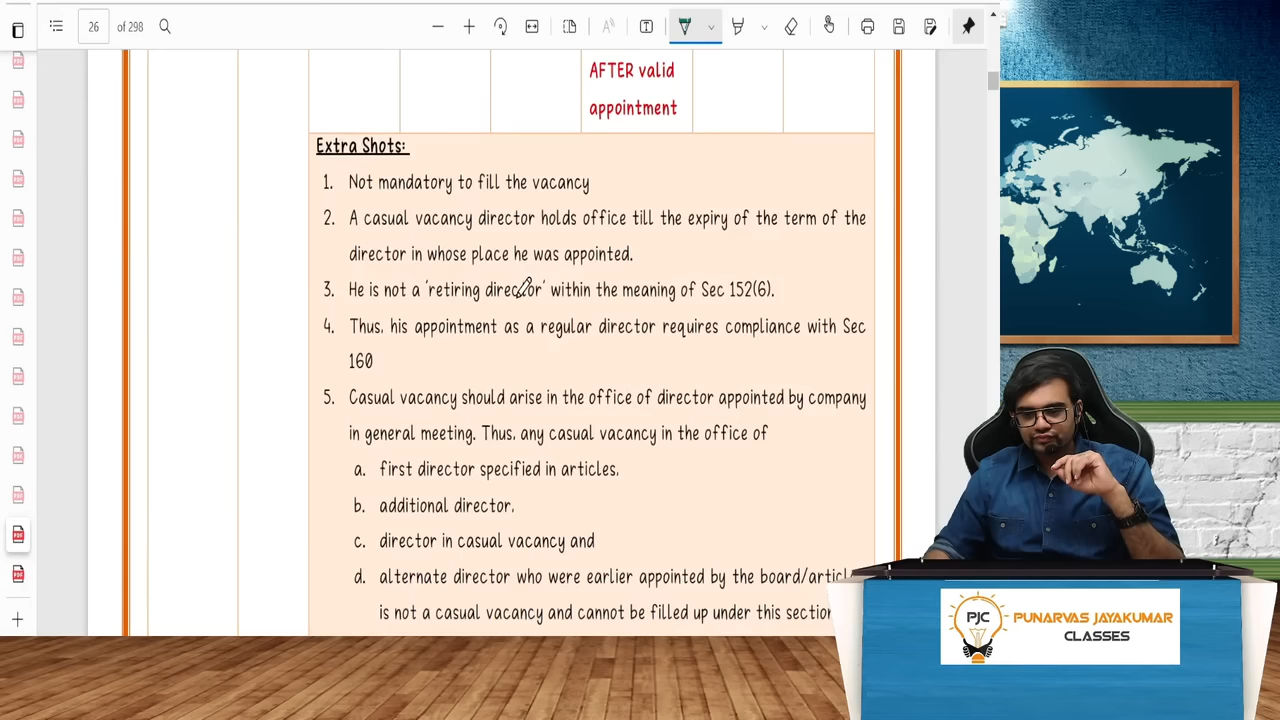 26
of 298
AFTER valid
appointment
Extra Shots:
1. Not mandatory to fill the vacancy
2. A casual vacancy director holds office till the expiry of the term of the
director in whose place he was appointed.
3. He is not a 'retiring director' within the meaning of Sec 152(6).
4. Thus, his appointment as a regular director requires compliance with Sec
160
5. Casual vacancy should arise in the office of director appointed by company
in general meeting. Thus, any casual vacancy in the office of
a. first director specified in articles,
b. additional director,
c. director in casual vacancy and
d. alternate director who were earlier appointed by the board/articl
is not a casual vacancy and cannot be filled up under this section
PJC
PUNARVAS JAYAKUMAR
CLASSES